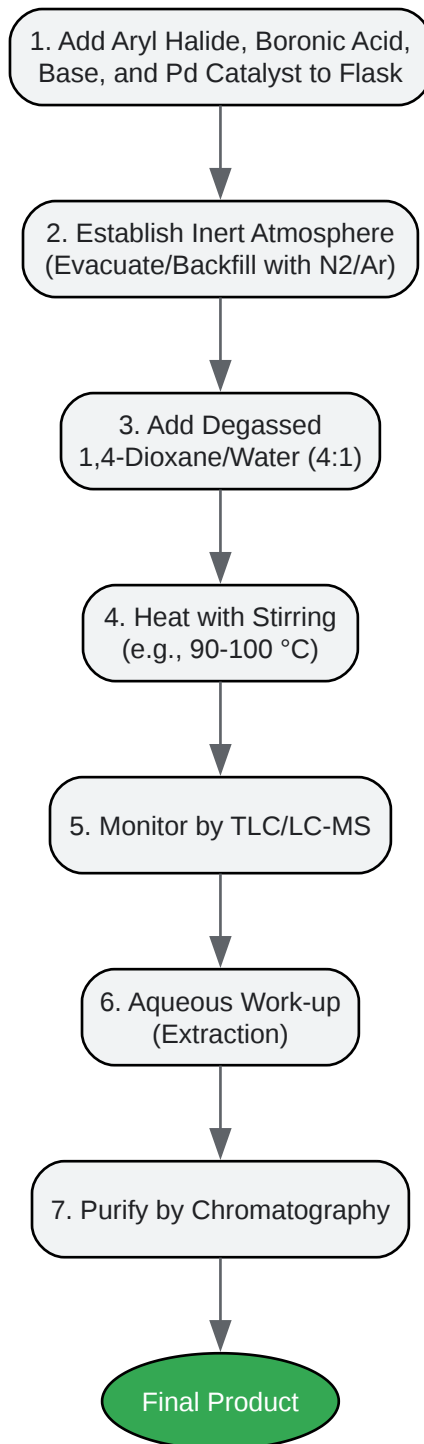 1. Add Aryl Halide, Boronic Acid,
Base, and Pd Catalyst to Flask
2. Establish Inert Atmosphere
(Evacuate/Backfill with N2/Ar)
3. Add Degassed
1,4-Dioxane/Water (4:1)
4. Heat with Stirring
(e.g., 90-100 °C)
5. Monitor by TLC/LC-MS
6. Aqueous Work-up
(Extraction)
7. Purify by Chromatography
Final Product